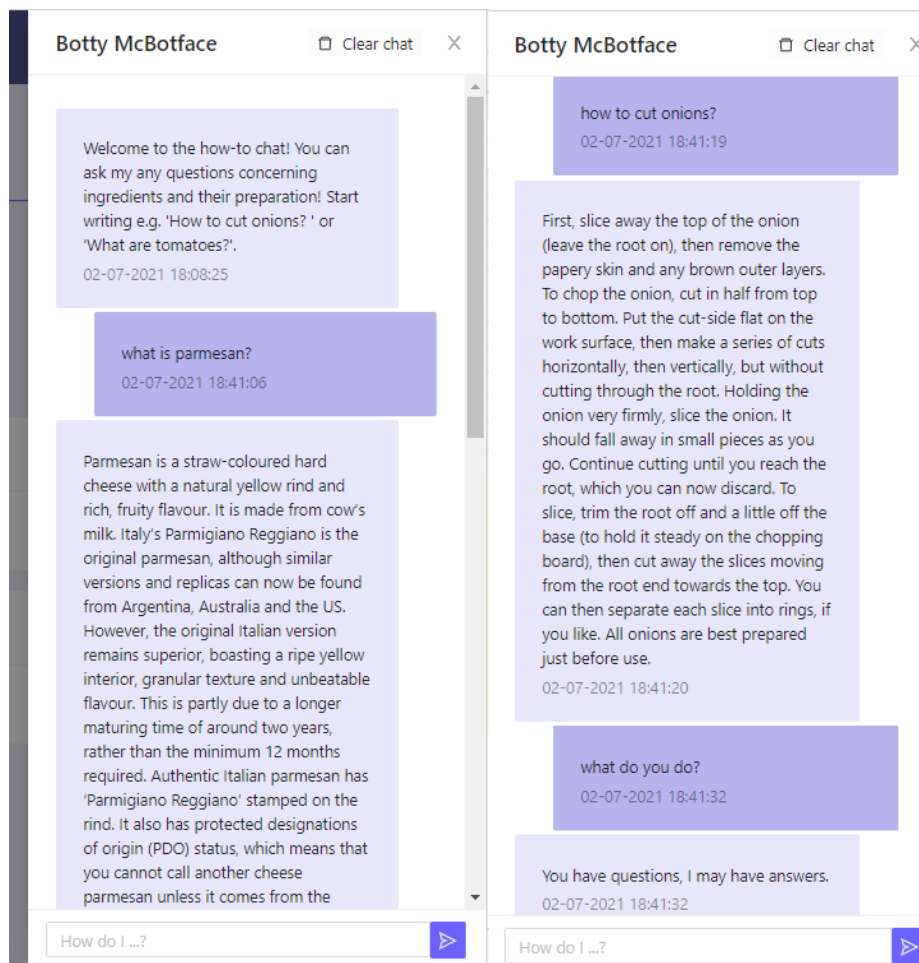 Botty McBotface
Clear chat
Welcome to the how-to chat! You can
ask my any questions concerning
ingredients and their preparation! Start
writing e.g. 'How to cut onions? ' or
'What are tomatoes?'.
02-07-2021 18:08:25
what is parmesan?
02-07-2021 18:41:06
Parmesan is a straw-coloured hard
cheese with a natural yellow rind and
rich, fruity flavour. It is made from cow's
milk. Italy's Parmigiano Reggiano is the
original parmesan, although similar
versions and replicas can now be found
from Argentina, Australia and the US.
However, the original Italian version
remains superior, boasting a ripe yellow
interior, granular texture and unbeatable
flavour. This is partly due to a longer
maturing time of around two years,
rather than the minimum 12 months
required. Authentic Italian parmesan has
'Parmigiano Reggiano' stamped on the
rind. It also has protected designations
of origin (PDO) status, which means that
you cannot call another cheese
parmesan unless it comes from the
How do I ...?
Botty McBotface
Clear chat
how to cut onions?
02-07-2021 18:41:19
First, slice away the top of the onion
(leave the root on), then remove the
papery skin and any brown outer layers.
To chop the onion, cut in half from top
to bottom. Put the cut-side flat on the
work surface, then make a series of cuts
horizontally, then vertically, but without
cutting through the root. Holding the
onion very firmly, slice the onion. It
should fall away in small pieces as you
go. Continue cutting until you reach the
root, which you can now discard. To
slice, trim the root off and a little off the
base (to hold it steady on the chopping
board), then cut away the slices moving
from the root end towards the top. You
can then separate each slice into rings, if
you like. All onions are best prepared
just before use.
02-07-2021 18:41:20
what do you do?
02-07-2021 18:41:32
You have questions, I may have answers.
02-07-2021 18:41:32
How do I ...?